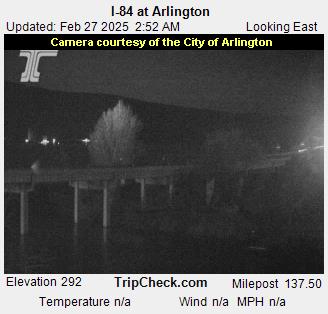 I-84 at Arlington
Updated: Feb 27 2025 2:52 AM Looking East
Camera courtesy of the City of Arlington
Elevation 292 TripCheck.com Milepost 137.50
Temperature n/a Wind n/a MPH n/a